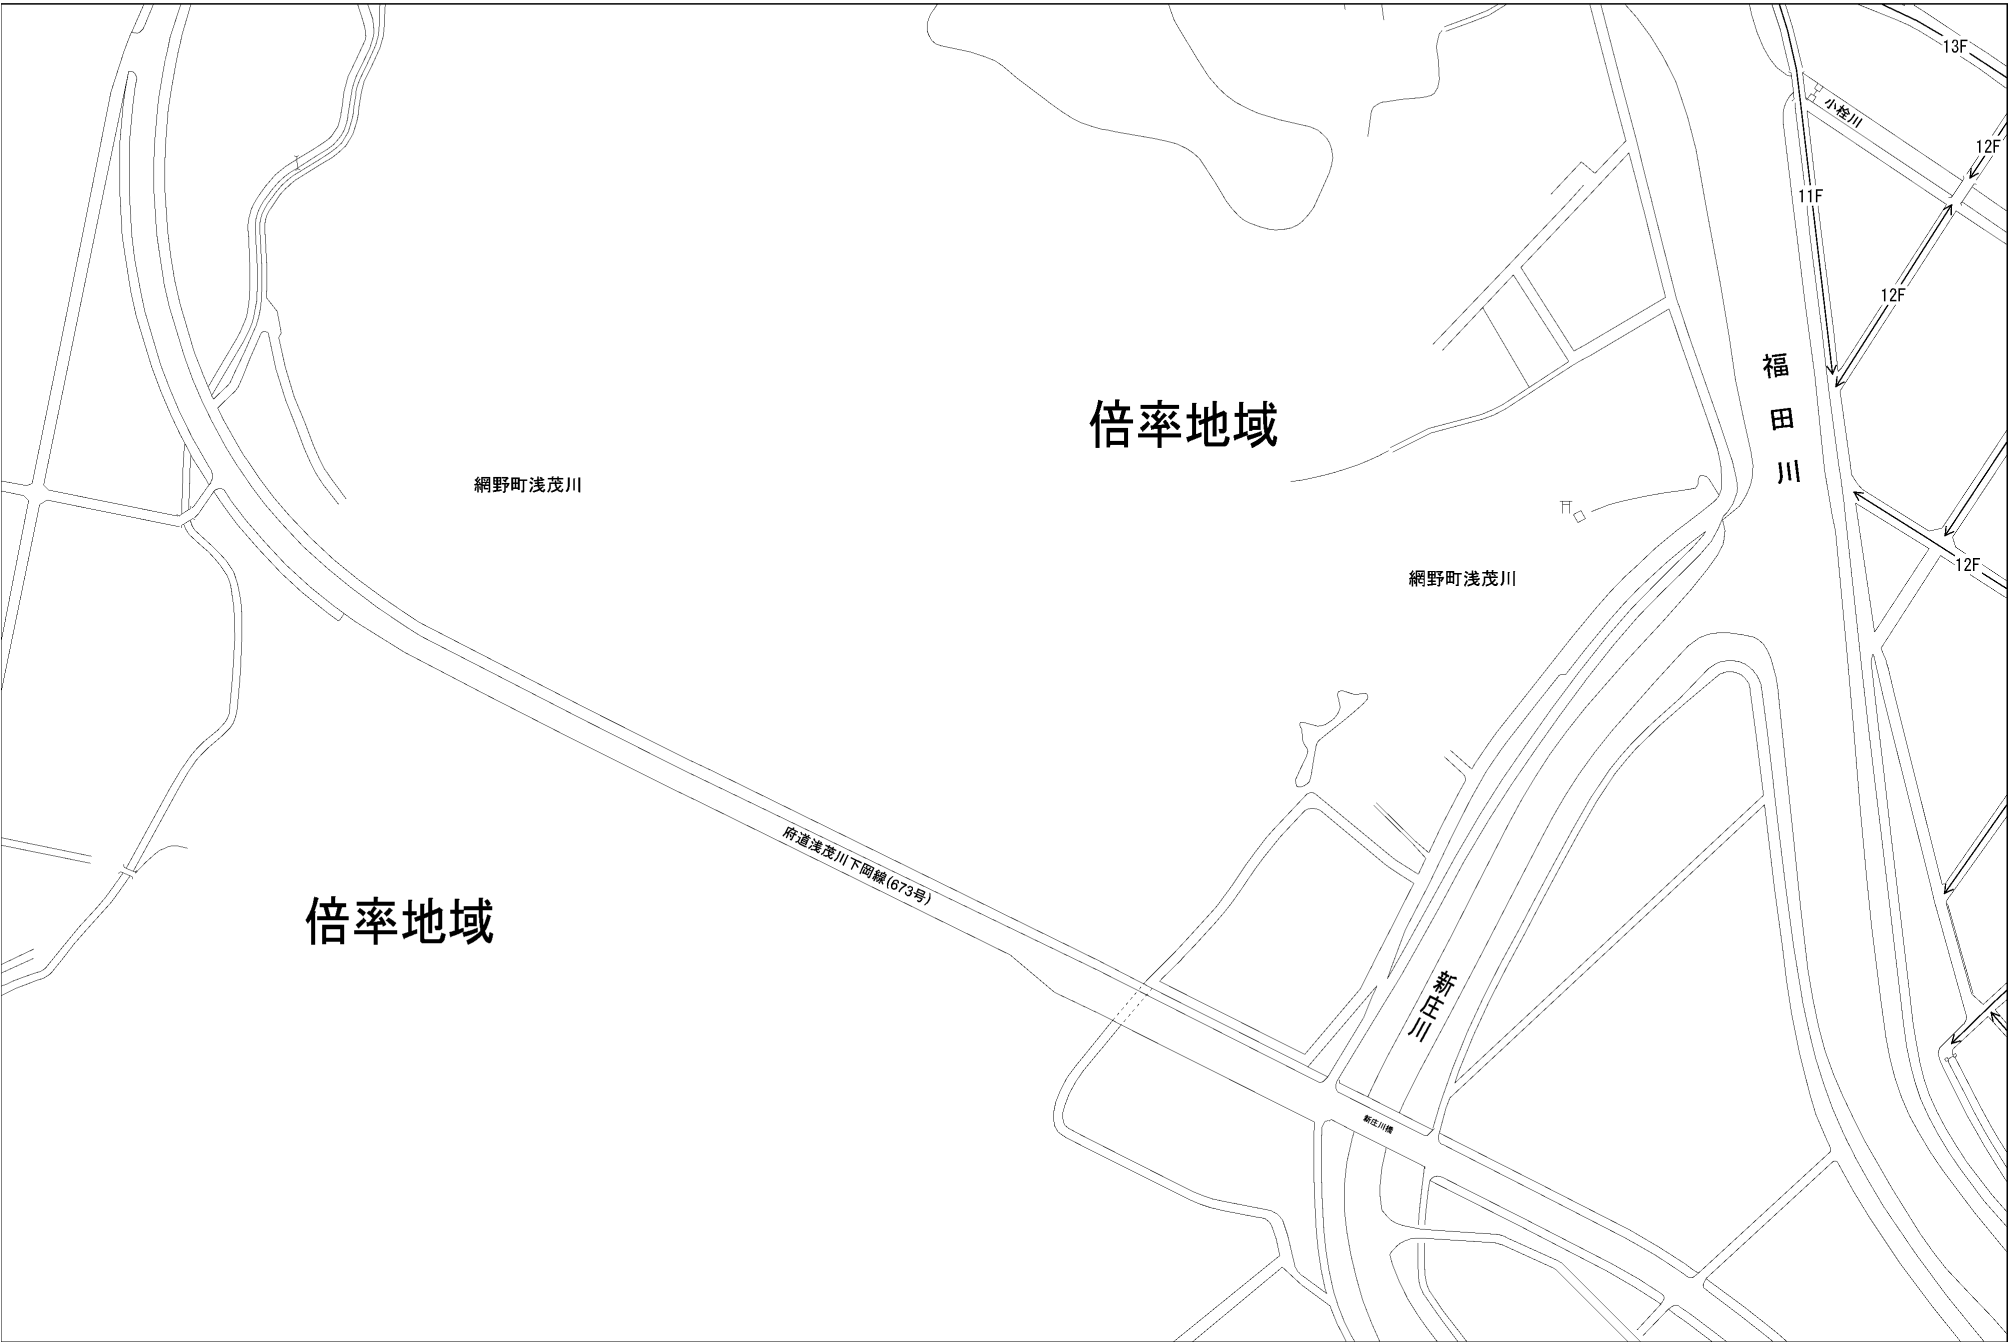 13F
小栓川
12F
11F
12F
福田川
倍率地域
網野町浅茂川
12F
網野町浅茂川
府道浅茂川下岡線(673号)
倍率地域
新庄川
新庄川橋